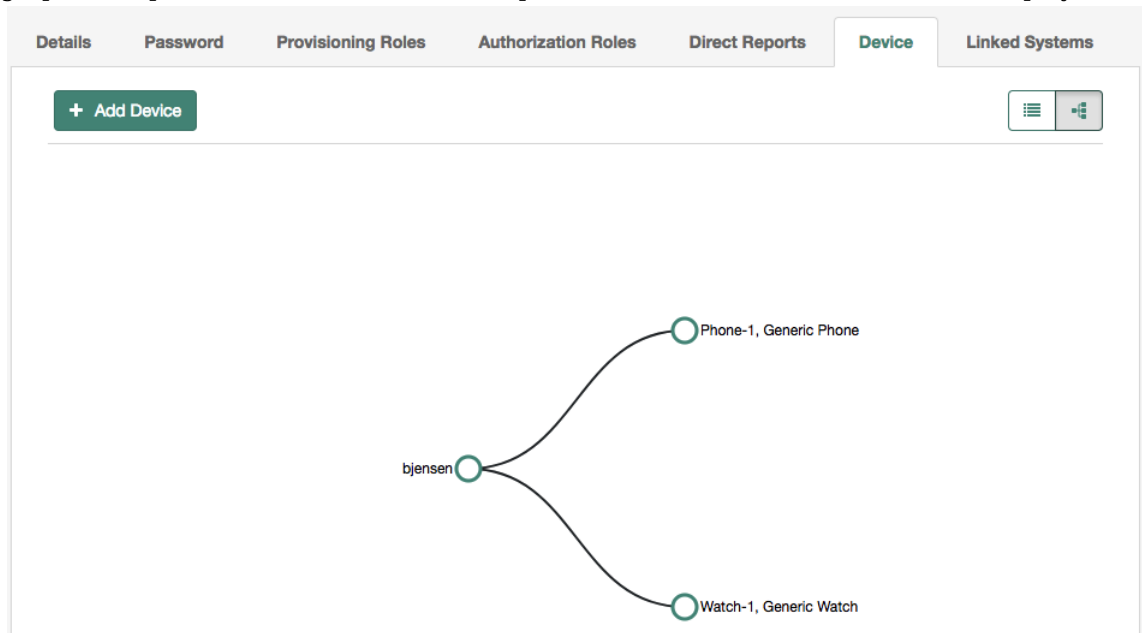 Details Password Provisioning Roles Authorization Roles Direct Reports Device Linked Systems
+ Add Device
Phone-1, Generic Phone
bjensen
Watch-1, Generic Watch